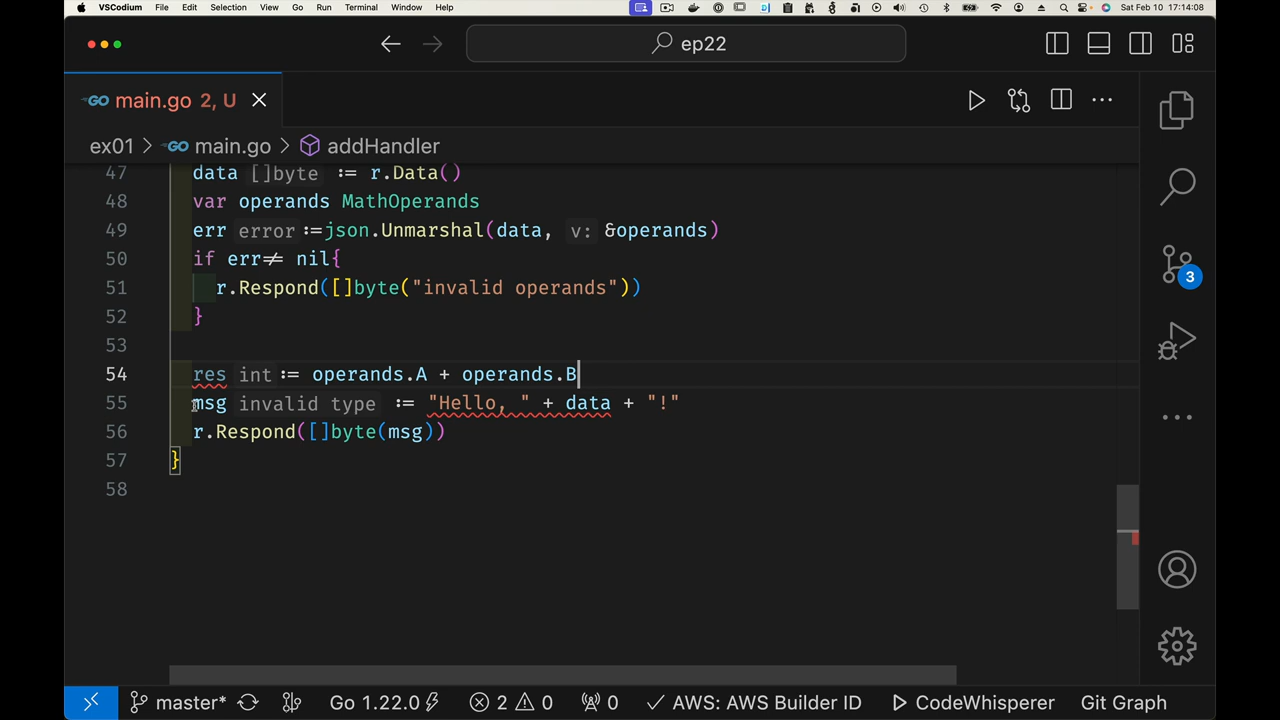 VSCodium File Edit Selection View Go Run Terminal Window Help Sat Feb 10 17:14:08
ep22
GO main.go 2, U
ex01 > GO main.go > addHandler
47 data []byte := r.Data()
48 var operands MathOperands
49 err error :=json.Unmarshal(data, v: &operands)
50 if err≠ nil{
51 r.Respond([]byte("invalid operands"))
52 }
53
54 res int := operands.A + operands.B
55 msg invalid type := "Hello, " + data + "!"
56 r.Respond([]byte(msg))
57 }
58
3
master* Go 1.22.0 2 0 0 AWS: AWS Builder ID CodeWhisperer Git Graph